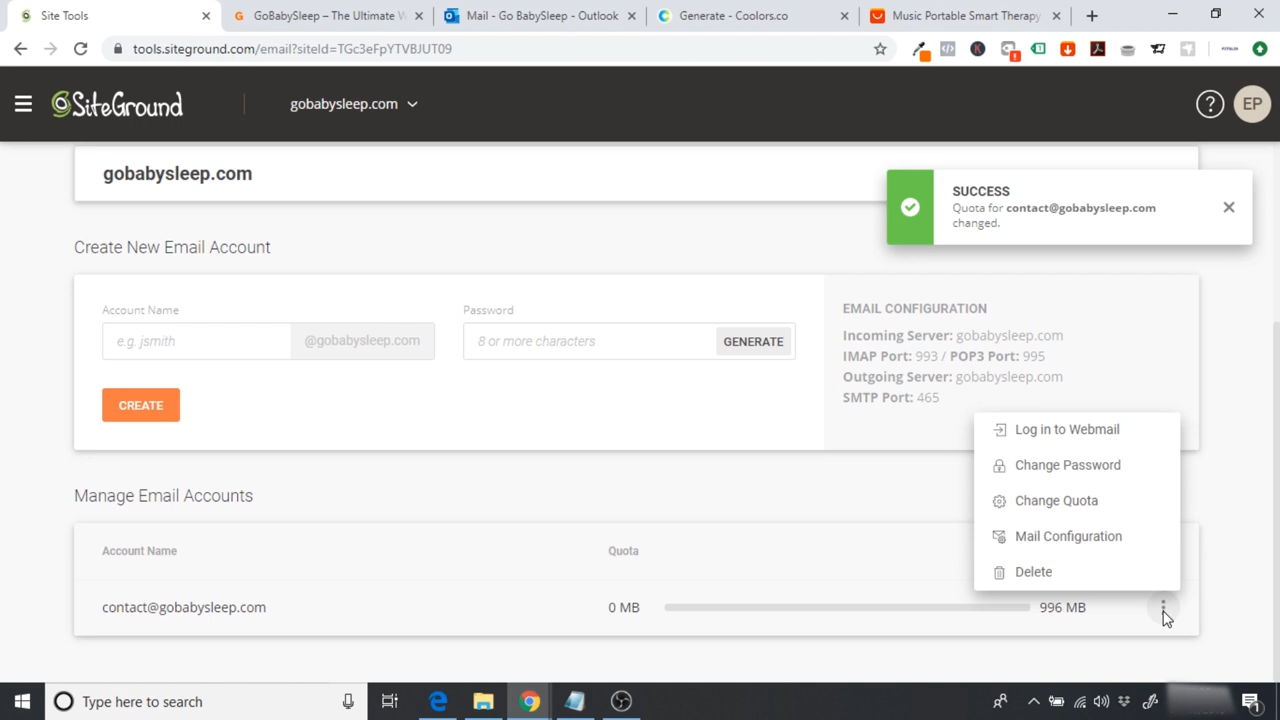 Site Tools
GoBabySleep – The Ultimate W
Mail - Go BabySleep - Outlook
Generate - Coolors.co
Music Portable Smart Therapy
tools.siteground.com/email?siteId=TGc3eFpYTVBJUT09
SiteGround
gobabysleep.com
EP
gobabysleep.com
SUCCESS
Quota for contact@gobabysleep.com
changed.
Create New Email Account
Account Name
e.g. jsmith
@gobabysleep.com
Password
8 or more characters
GENERATE
CREATE
EMAIL CONFIGURATION
Incoming Server: gobabysleep.com
IMAP Port: 993 / POP3 Port: 995
Outgoing Server: gobabysleep.com
SMTP Port: 465
Log in to Webmail
Change Password
Change Quota
Mail Configuration
Delete
Manage Email Accounts
Account Name
Quota
contact@gobabysleep.com
0 MB
996 MB
Type here to search